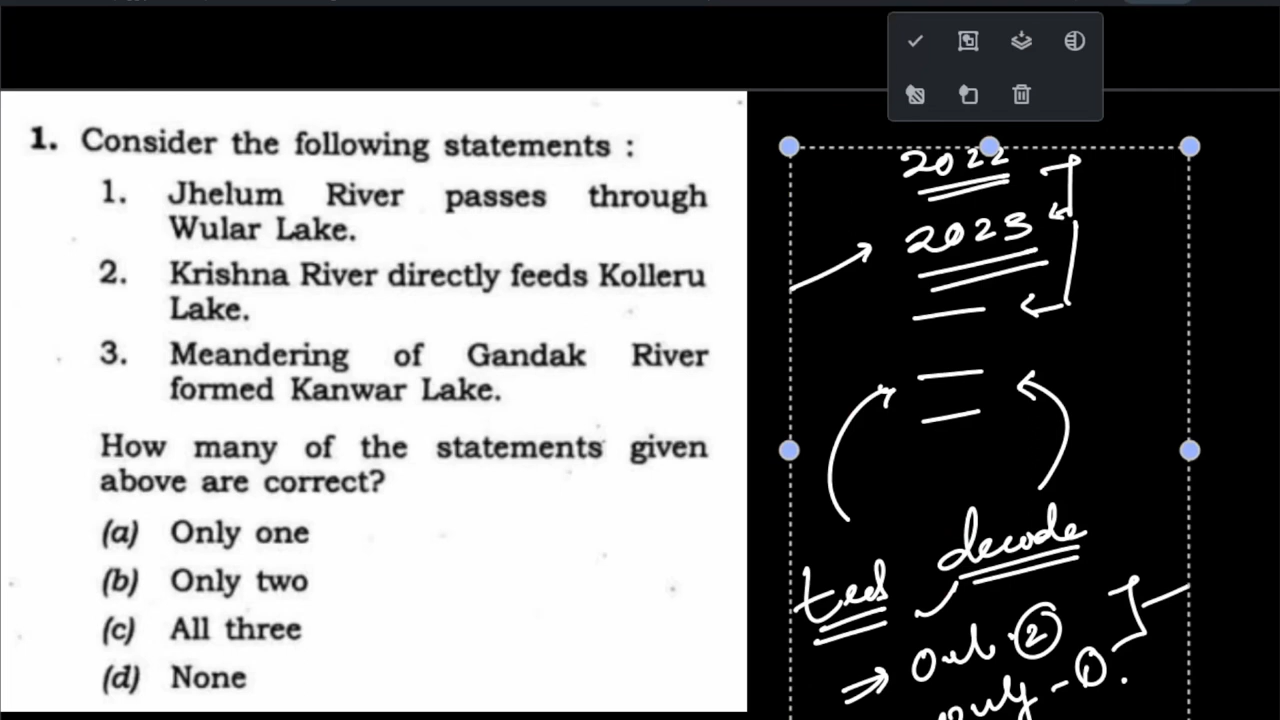 1. Consider the following statements :
1. Jhelum River passes through
Wular Lake.
2. Krishna River directly feeds Kolleru
Lake.
3. Meandering of Gandak River
formed Kanwar Lake.
How many of the statements given
above are correct?
(a) Only one
(b) Only two
(c) All three
(d) None
2022
2023
decode
②
①